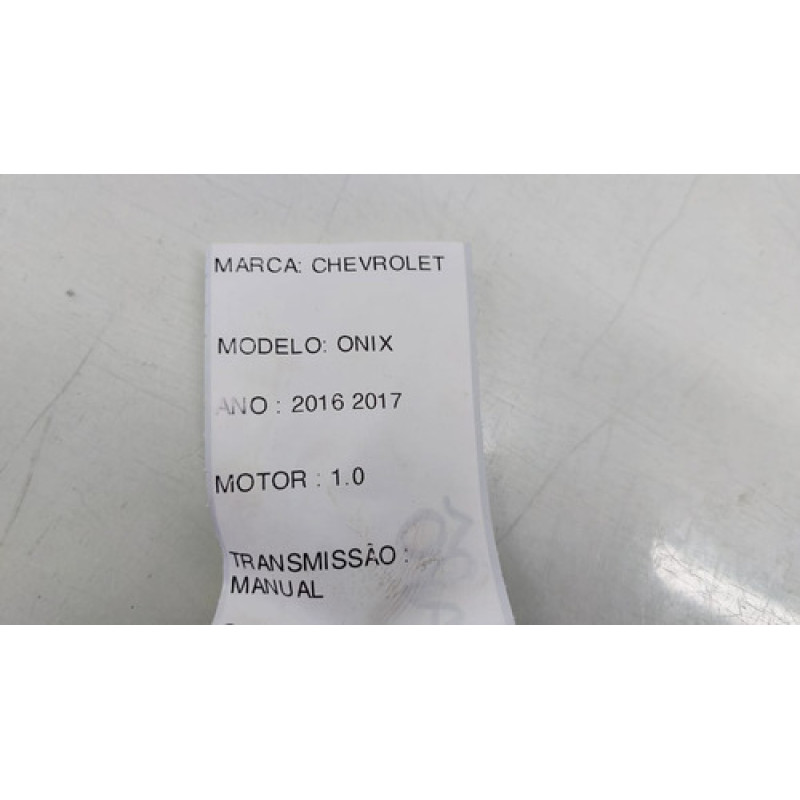 MARCA: CHEVROLET
MODELO: ONIX
ANO : 2016 2017
MOTOR : 1.0
TRANSMISSÃO :
MANUAL